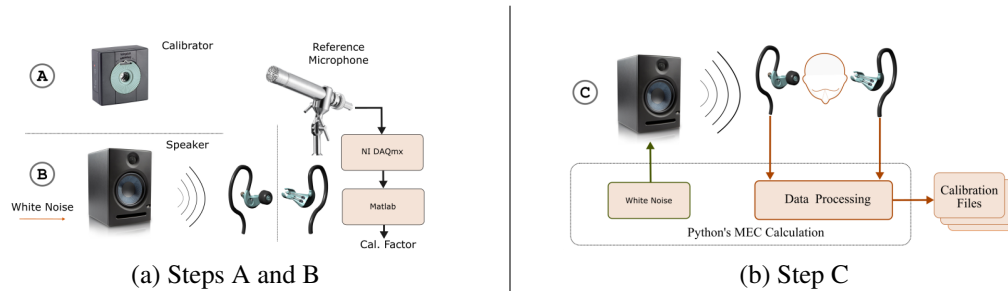 Calibrator
A
Reference
Microphone
NI DAQmx
Speaker
B
White Noise
Matlab
Cal. Factor
(a) Steps A and B
C
White Noise
Data Processing
Calibration
Files
Python's MEC Calculation
(b) Step C